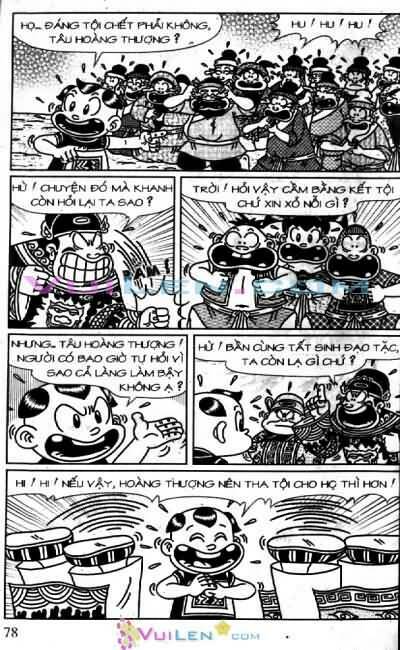 HỌ... ĐÁNG TỘI CHẾT PHẢI KHÔNG,
TÂU HOÀNG THƯỢNG ?
HU ! HU ! HU !
HỪ ! CHUYỆN ĐÓ MÀ KHANH
CÒN HỎI LẠI TA SAO ?
RẦM !
TRỜI ! HỎI VẬY CẦM BẰNG KẾT TỘI
CHỨ XIN XỎ NỖI GÌ ?
VuiLen.com
NHƯNG... TÂU HOÀNG THƯỢNG !
NGƯỜI CÓ BAO GIỜ TỰ HỎI VÌ
SAO CẢ LÀNG LÀM BẬY
KHÔNG Ạ ?
HỪ ! BẦN CÙNG TẤT SINH ĐẠO TẶC,
TA CÒN LẠ GÌ CHỨ ?
HI ! HI ! NẾU VẬY, HOÀNG THƯỢNG NÊN THA TỘI CHO HỌ THÌ HƠN !
78
VuiLen.com